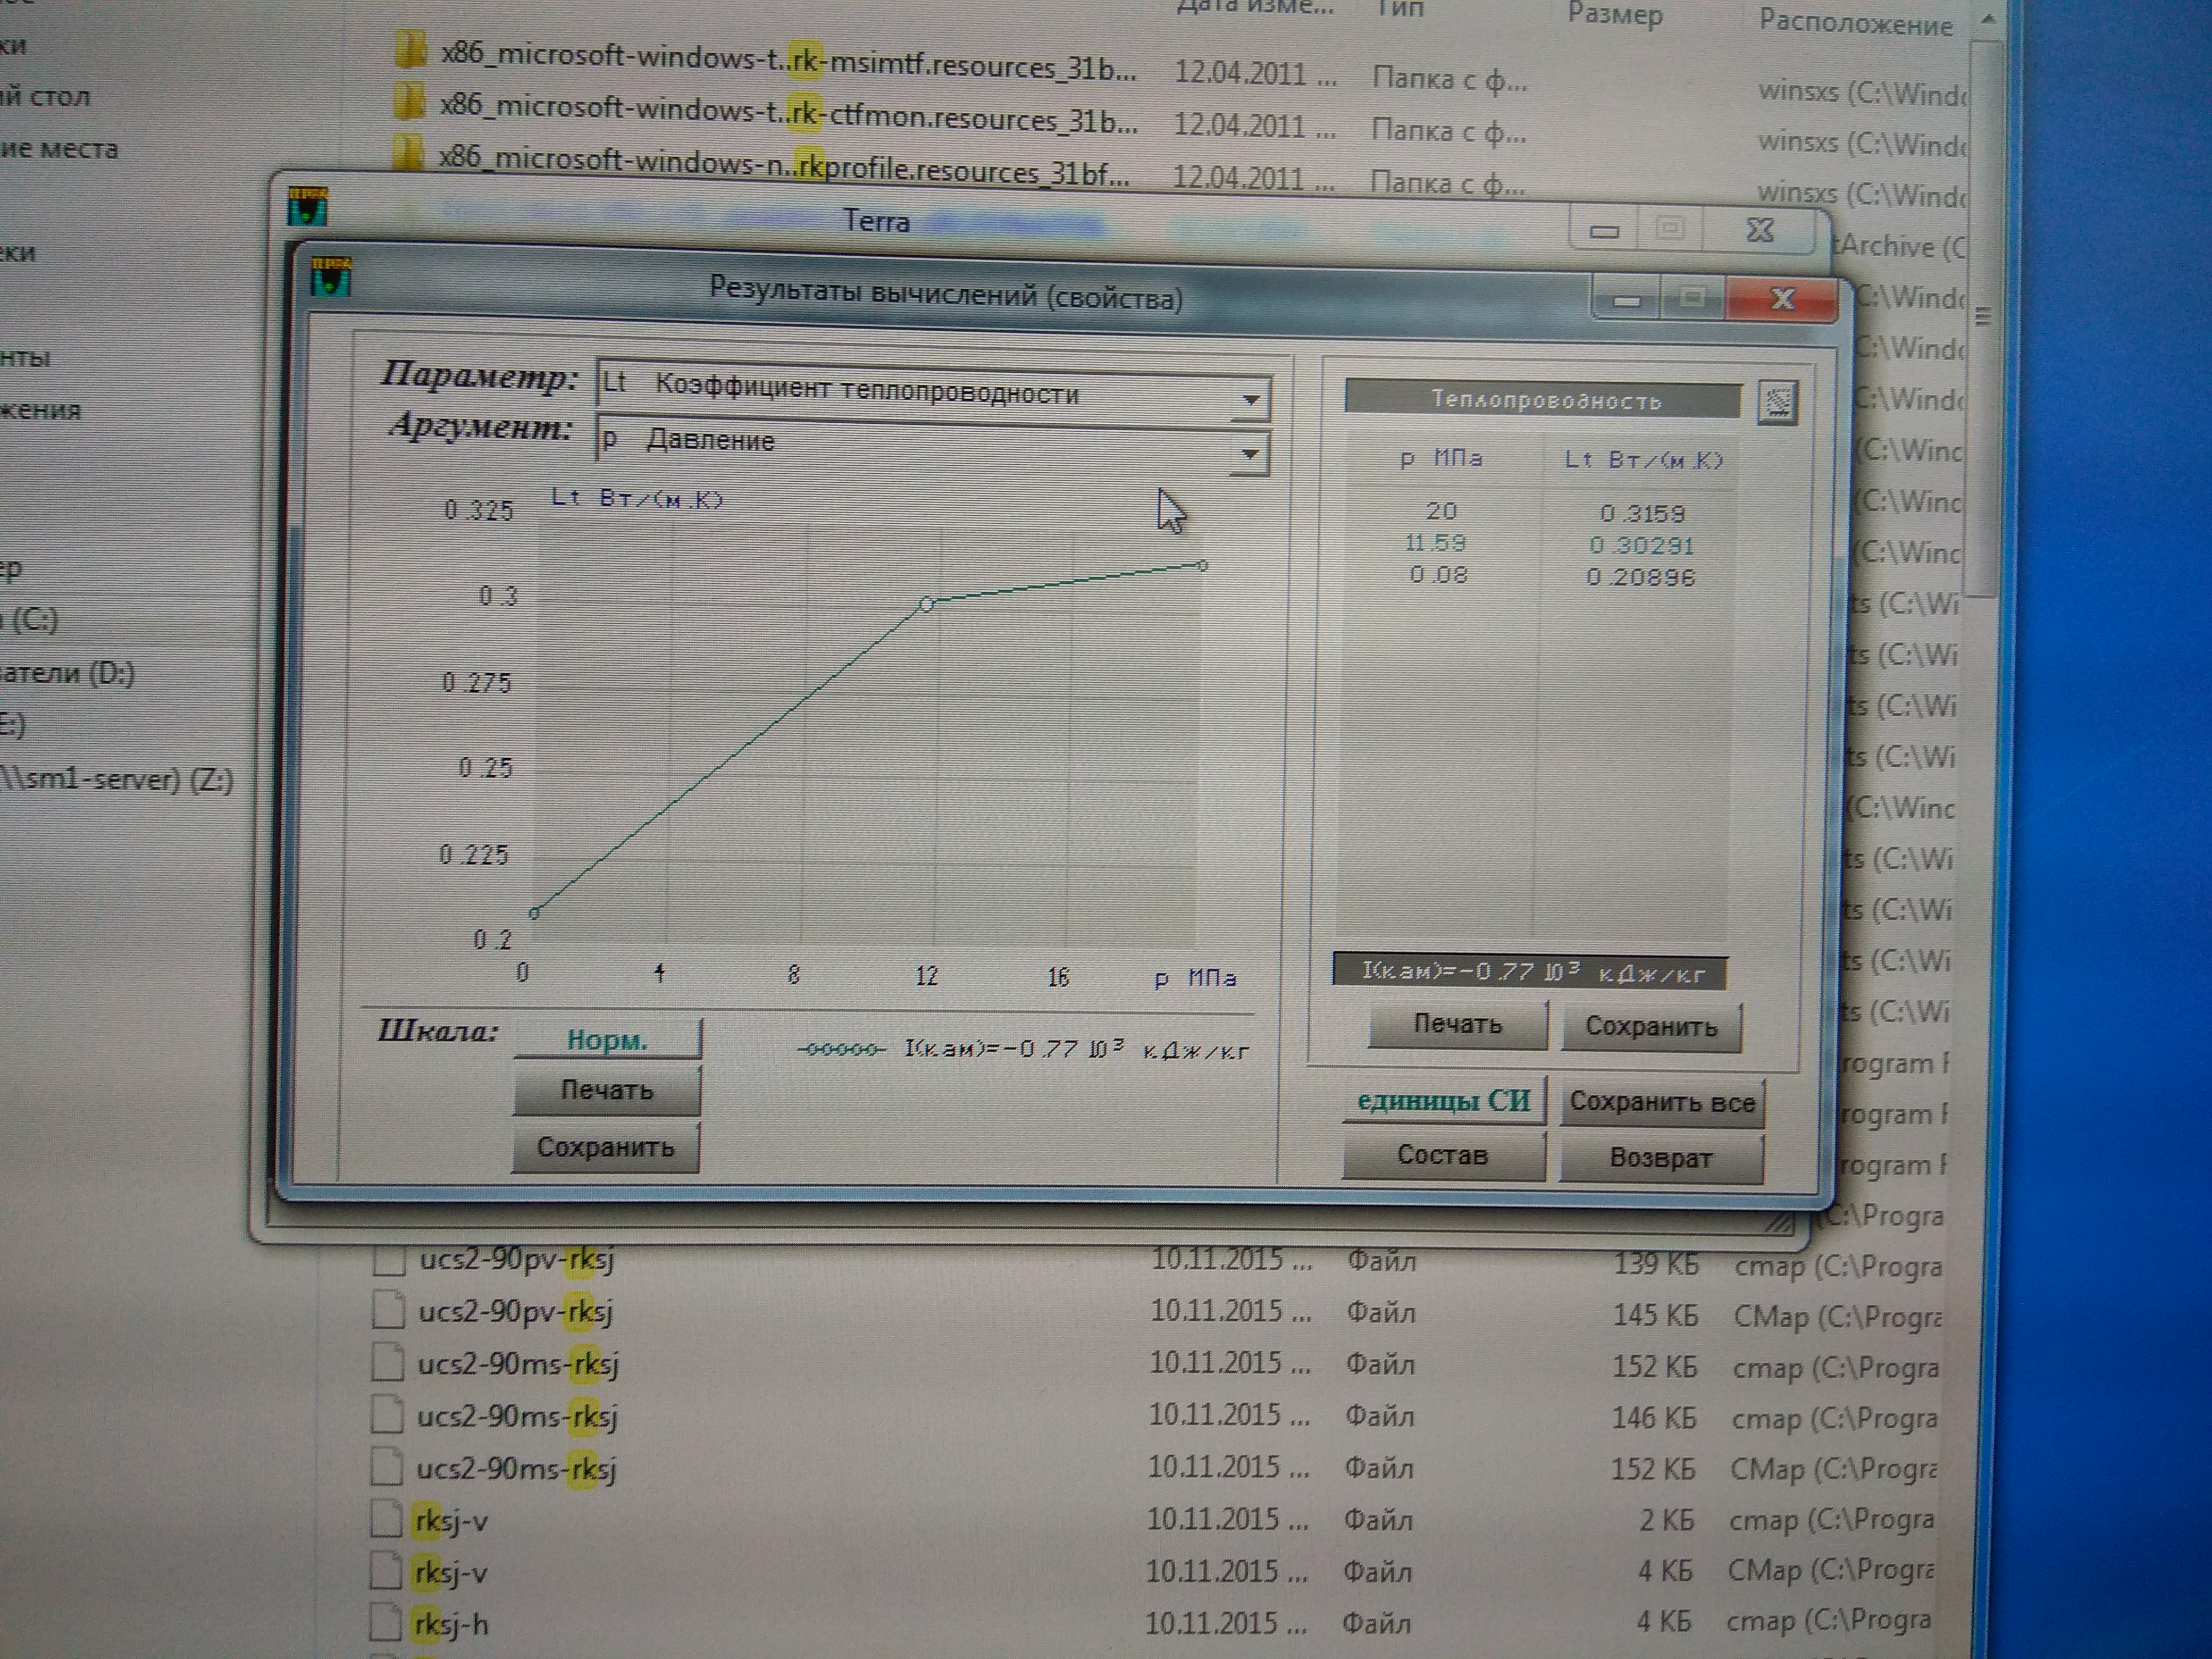 Дата изме... Тип Размер Расположение
x86_microsoft-windows-t..rk-msimtf.resources_31b... 12.04.2011 ... Папка с ф... winsxs (C:\Windo
x86_microsoft-windows-t..rk-ctfmon.resources_31b... 12.04.2011 ... Папка с ф... winsxs (C:\Windo
x86_microsoft-windows-n..rkprofile.resources_31bf... 12.04.2011 ... Папка с ф... winsxs (C:\Windo
ки
ий стол
ие места
еки
нты
жения
ер
(C:)
затели (D:)
E:)
\\sm1-server) (Z:)
Terra
Результаты вычислений (свойства)
Параметр: Lt Коэффициент теплопроводности
Аргумент: p Давление
Lt Вт/(м.К)
0.325
0.3
0.275
0.25
0.225
0.2
0 4 8 12 16 p МПа
Шкала: Норм.
Печать
Сохранить
I(к.ам)=-0.77 10³ кДж/кг
Теплопроводность
p МПа Lt Вт/(м.К)
20 0.3159
11.59 0.30291
0.08 0.20896
I(к.ам)=-0.77 10³ кДж/кг
Печать Сохранить
единицы СИ Сохранить все
Состав Возврат
tArchive (C
C:\Windo
C:\Windo
C:\Windo
(C:\Winc
(C:\Winc
(C:\Winc
ts (C:\Wi
ts (C:\Wi
ts (C:\Wi
ts (C:\Wi
(C:\Winc
ts (C:\Wi
ts (C:\Wi
ts (C:\Wi
ts (C:\Wi
rogram F
rogram F
rogram F
(C:\Progra
ucs2-90pv-rksj 10.11.2015 ... Файл 139 КБ cmap (C:\Progra
ucs2-90pv-rksj 10.11.2015 ... Файл 145 КБ CMap (C:\Progra
ucs2-90ms-rksj 10.11.2015 ... Файл 152 КБ cmap (C:\Progra
ucs2-90ms-rksj 10.11.2015 ... Файл 146 КБ cmap (C:\Progra
ucs2-90ms-rksj 10.11.2015 ... Файл 152 КБ CMap (C:\Progra
rksj-v 10.11.2015 ... Файл 2 КБ cmap (C:\Progra
rksj-v 10.11.2015 ... Файл 4 КБ CMap (C:\Progra
rksj-h 10.11.2015 ... Файл 4 КБ cmap (C:\Progra